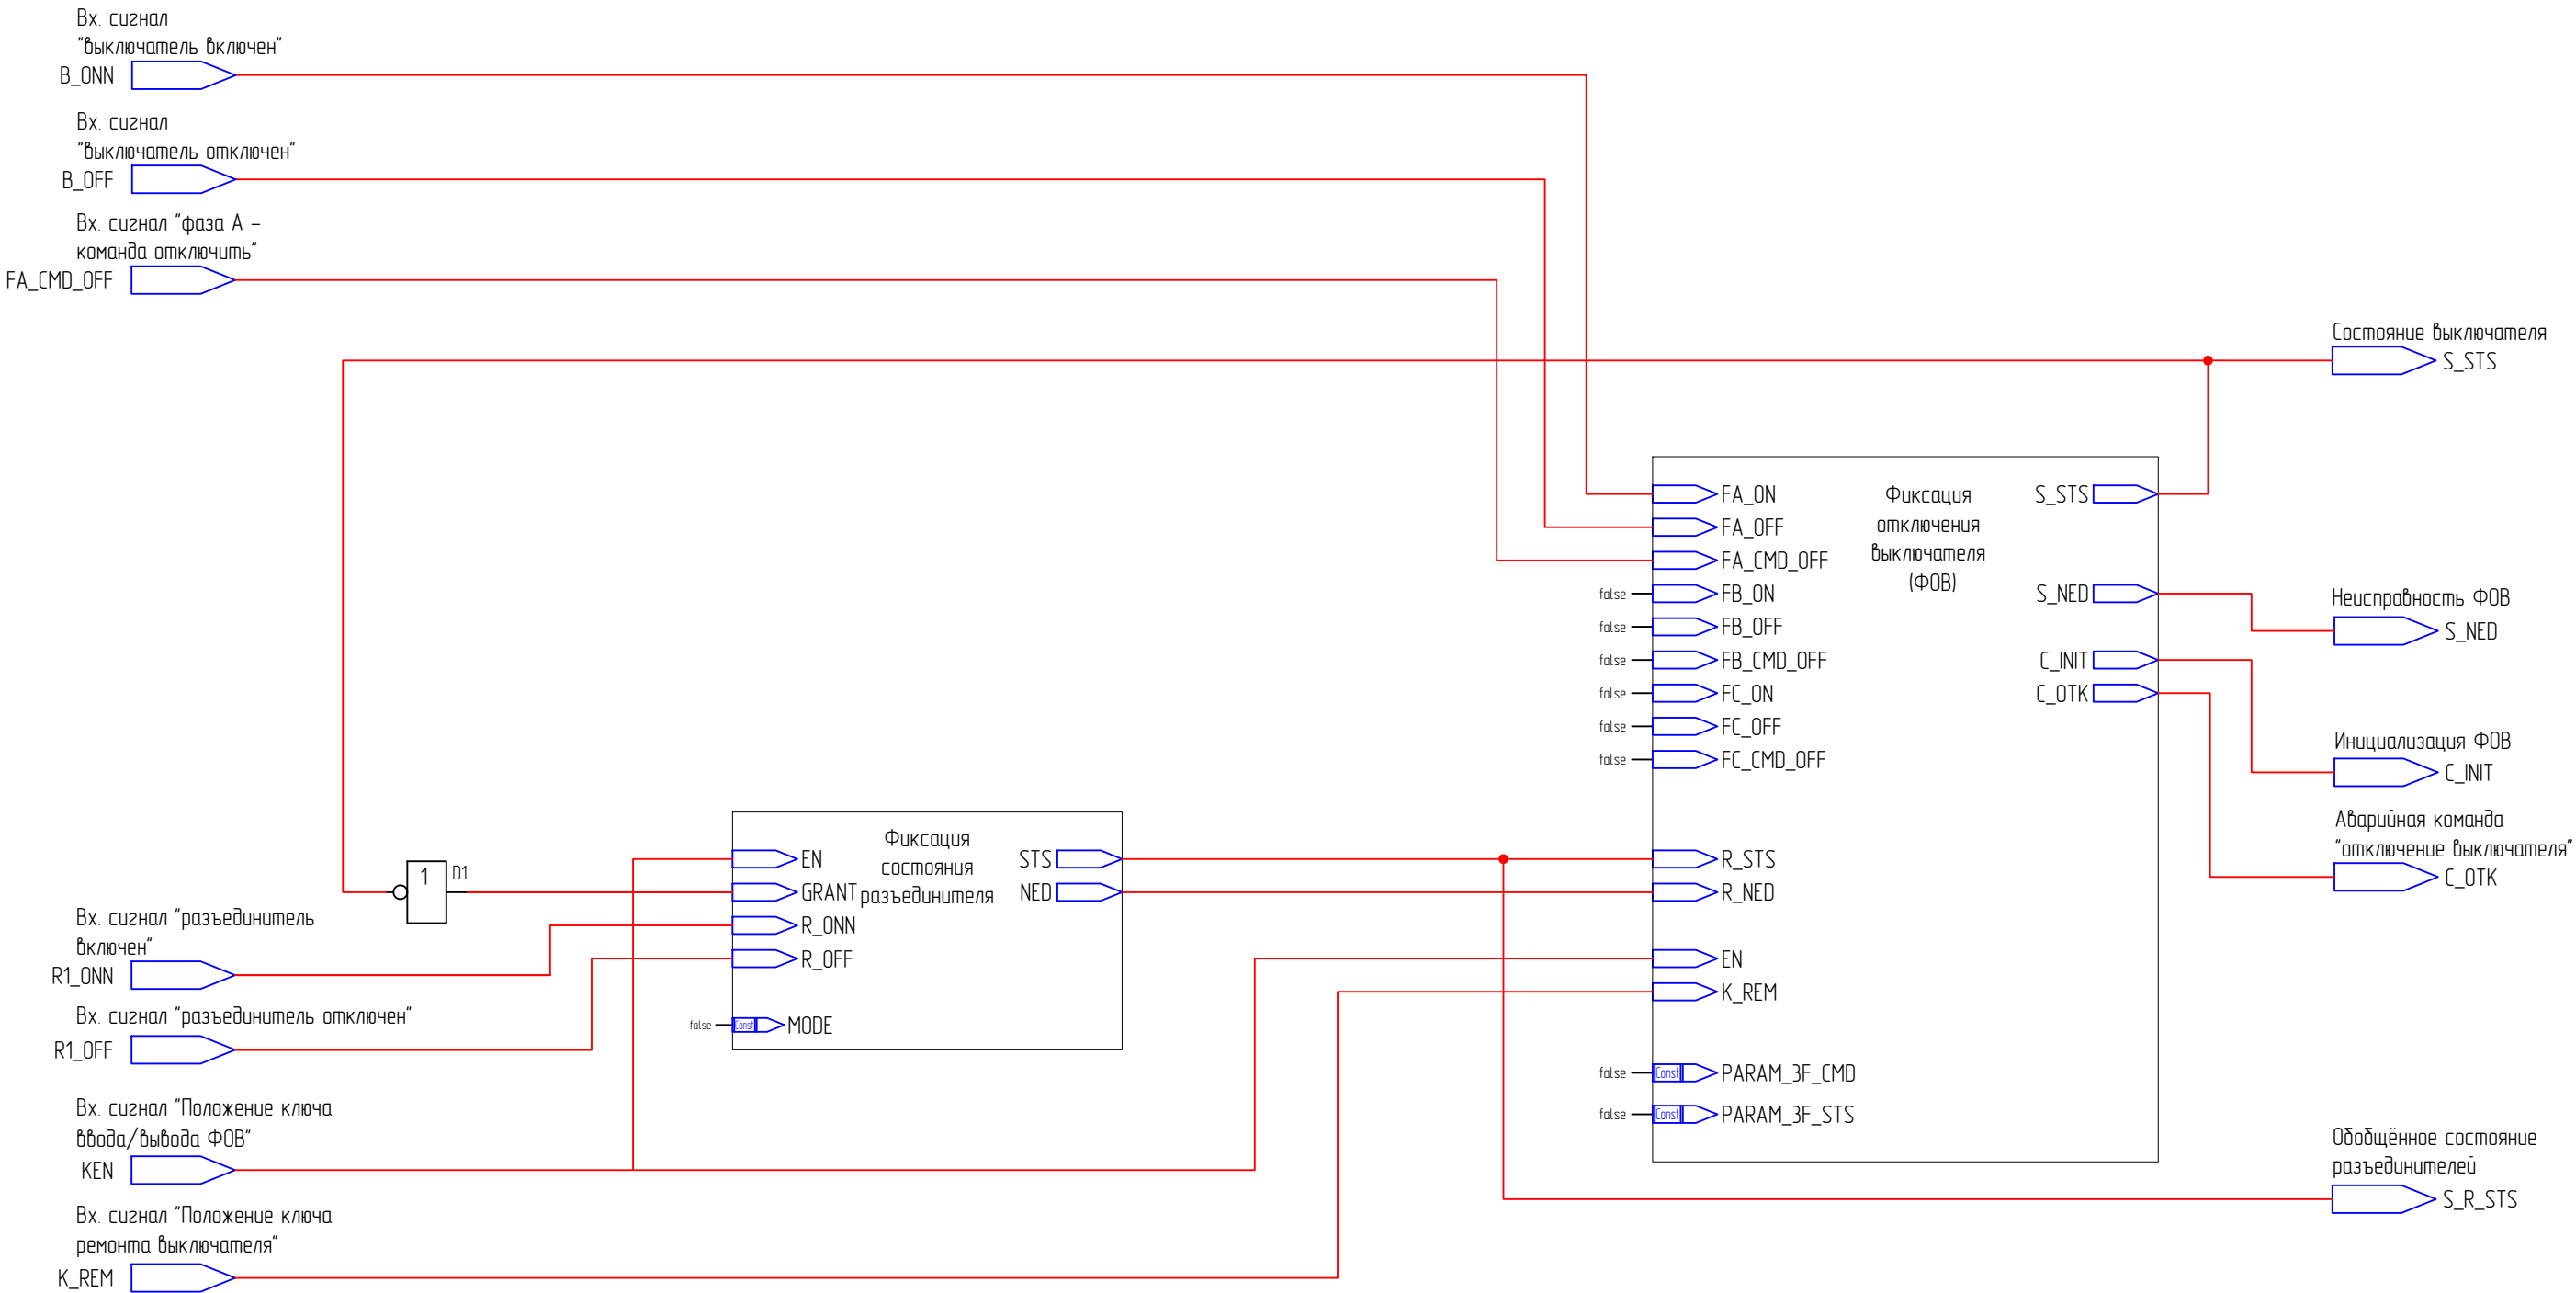 Вх. сигнал
"выключатель включен"
B_ONN
Вх. сигнал
"выключатель отключен"
B_OFF
Вх. сигнал "фаза А –
команда отключить"
FA_CMD_OFF
Состояние выключателя
S_STS
FA_ON
FA_OFF
FA_CMD_OFF
false FB_ON
false FB_OFF
false FB_CMD_OFF
false FC_ON
false FC_OFF
false FC_CMD_OFF
R_STS
R_NED
EN
K_REM
false Const PARAM_3F_CMD
false Const PARAM_3F_STS
Фиксация
отключения
выключателя
(ФОВ)
S_STS
S_NED
C_INIT
C_OTK
Неисправность ФОВ
S_NED
Инициализация ФОВ
C_INIT
Аварийная команда
"отключение выключателя"
C_OTK
1 D1
EN
GRANT
R_ONN
R_OFF
false Const MODE
Фиксация
состояния
разъединителя
STS
NED
Вх. сигнал "разъединитель
включен"
R1_ONN
Вх. сигнал "разъединитель отключен"
R1_OFF
Вх. сигнал "Положение ключа
ввода/вывода ФОВ"
KEN
Вх. сигнал "Положение ключа
ремонта выключателя"
K_REM
Обобщённое состояние
разъединителей
S_R_STS